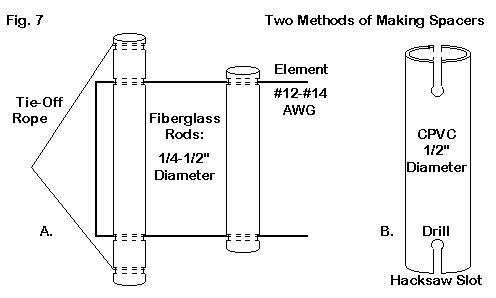 Fig. 7
Two Methods of Making Spacers
Tie-Off
Rope
Fiberglass
Rods:
1/4-1/2"
Diameter
Element
#12-#14
AWG
CPVC
1/2"
Diameter
A.
B.
Drill
Hacksaw Slot